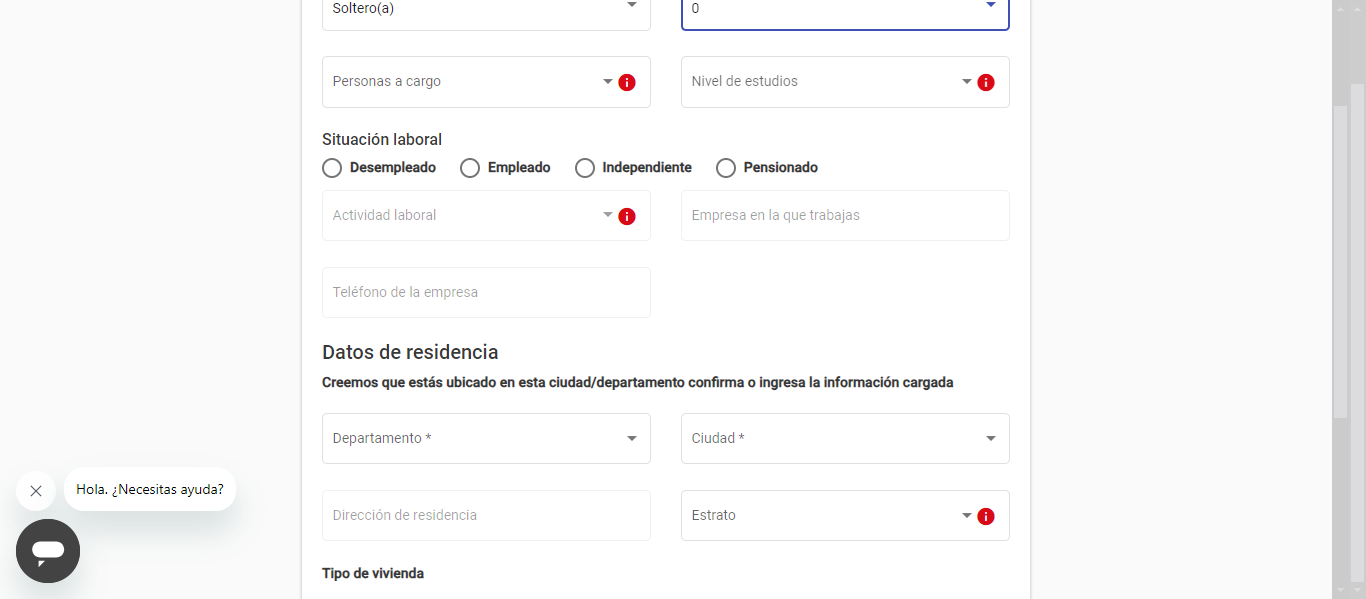 Soltero(a)
0
Personas a cargo
Nivel de estudios
Situación laboral
Desempleado
Empleado
Independiente
Pensionado
Actividad laboral
Empresa en la que trabajas
Teléfono de la empresa
Datos de residencia
Creemos que estás ubicado en esta ciudad/departamento confirma o ingresa la información cargada
Departamento *
Ciudad *
Hola. ¿Necesitas ayuda?
Dirección de residencia
Estrato
Tipo de vivienda